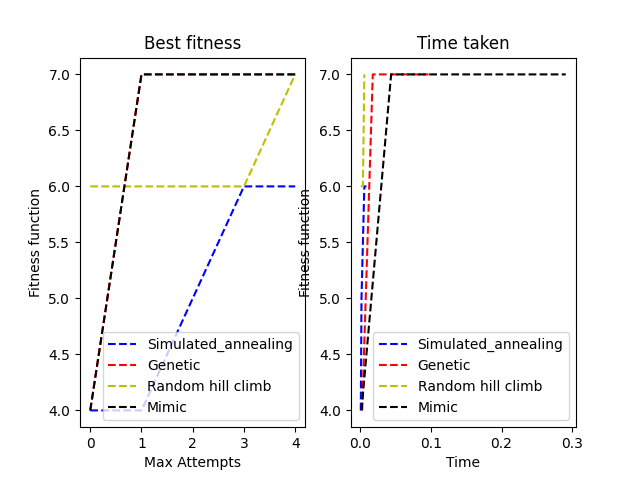 Best fitness
Time taken
Fitness function
7.0
6.5
6.0
5.5
5.0
4.5
4.0
Simulated_annealing
Genetic
Random hill climb
Mimic
0
1
2
3
4
Max Attempts
Fitness function
7.0
6.5
6.0
5.5
5.0
4.5
4.0
Simulated_annealing
Genetic
Random hill climb
Mimic
0.0
0.1
0.2
0.3
Time